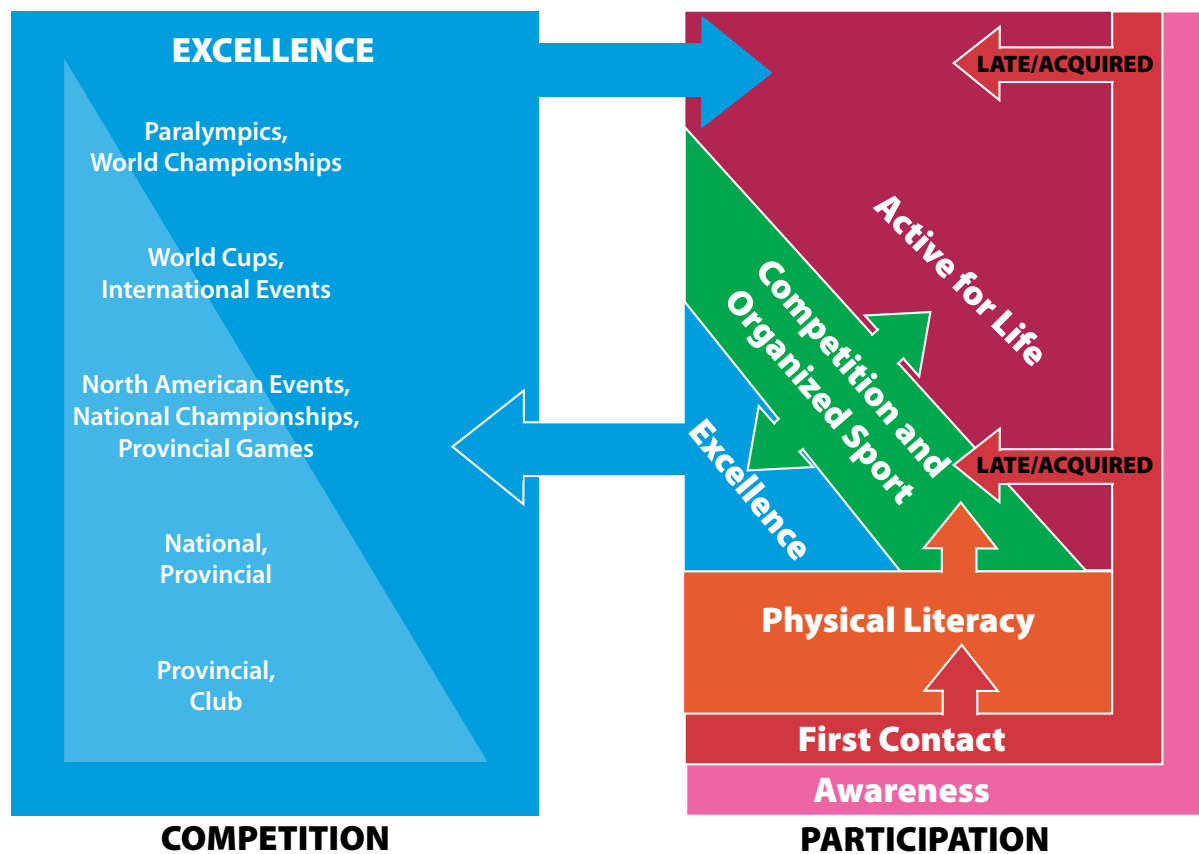 EXCELLENCE
Paralympics,
World Championships
World Cups,
International Events
North American Events,
National Championships,
Provincial Games
National,
Provincial
Provincial,
Club
COMPETITION
LATE/ACQUIRED
Active for Life
Competition and
Organized Sport
LATE/ACQUIRED
Excellence
Physical Literacy
First Contact
Awareness
PARTICIPATION